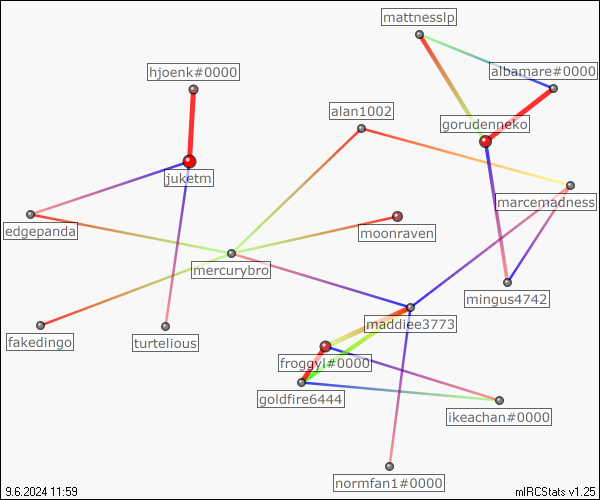 mattnesslp
hjoenk#0000
albamare#0000
alan1002
gorudenneko
juketm
marcemadness
edgepanda
moonraven
mercurybro
mingus4742
maddiee3773
fakedingo
turtelious
froggyl#0000
goldfire6444
ikeachan#0000
normfan1#0000
9.6.2024 11:59
mIRCStats v1.25